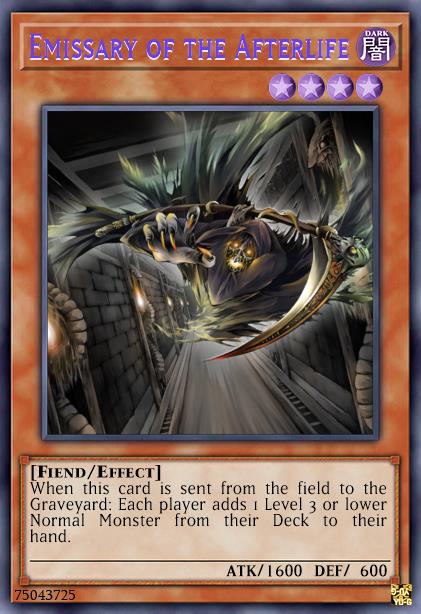 EMISSARY OF THE AFTERLIFE
DARK
闇
[FIEND/EFFECT]
When this card is sent from the field to the
Graveyard: Each player adds 1 Level 3 or lower
Normal Monster from their Deck to their
hand.
ATK/1600 DEF/ 600
75043725